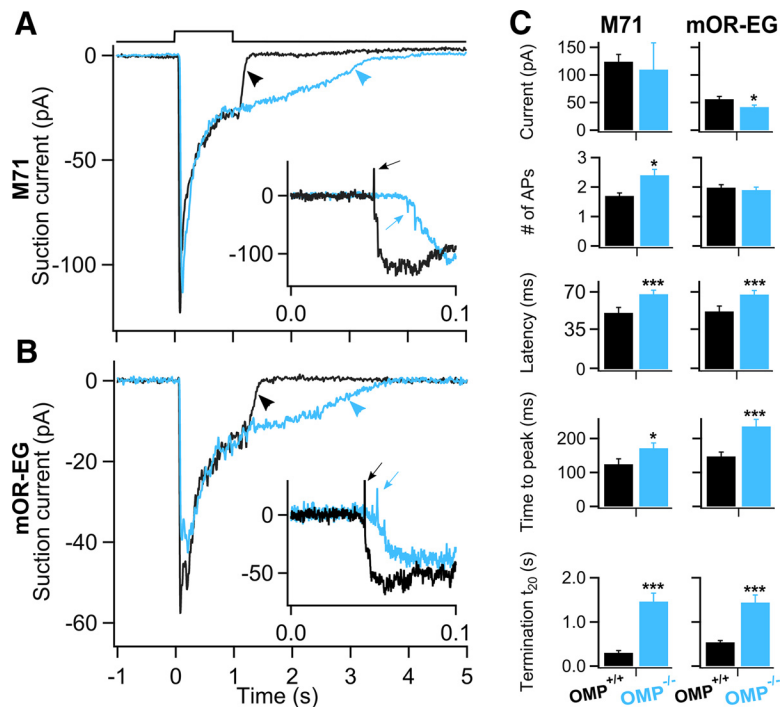 A
M71
Suction current (pA)
0
-50
-100
0
-100
0.0
0.1
B
mOR-EG
Suction current (pA)
0
-20
-40
-60
0
-50
0.0
0.1
-1
0
1
2
3
4
5
Time (s)
C
M71
mOR-EG
Current (pA)
150
100
50
0
*
# of APs
3
2
1
0
*
Latency (ms)
70
35
0
***
***
Time to peak (ms)
200
100
0
*
***
Termination t20 (s)
2.0
1.0
0.0
***
***
OMP+/+ OMP-/-
OMP+/+ OMP-/-